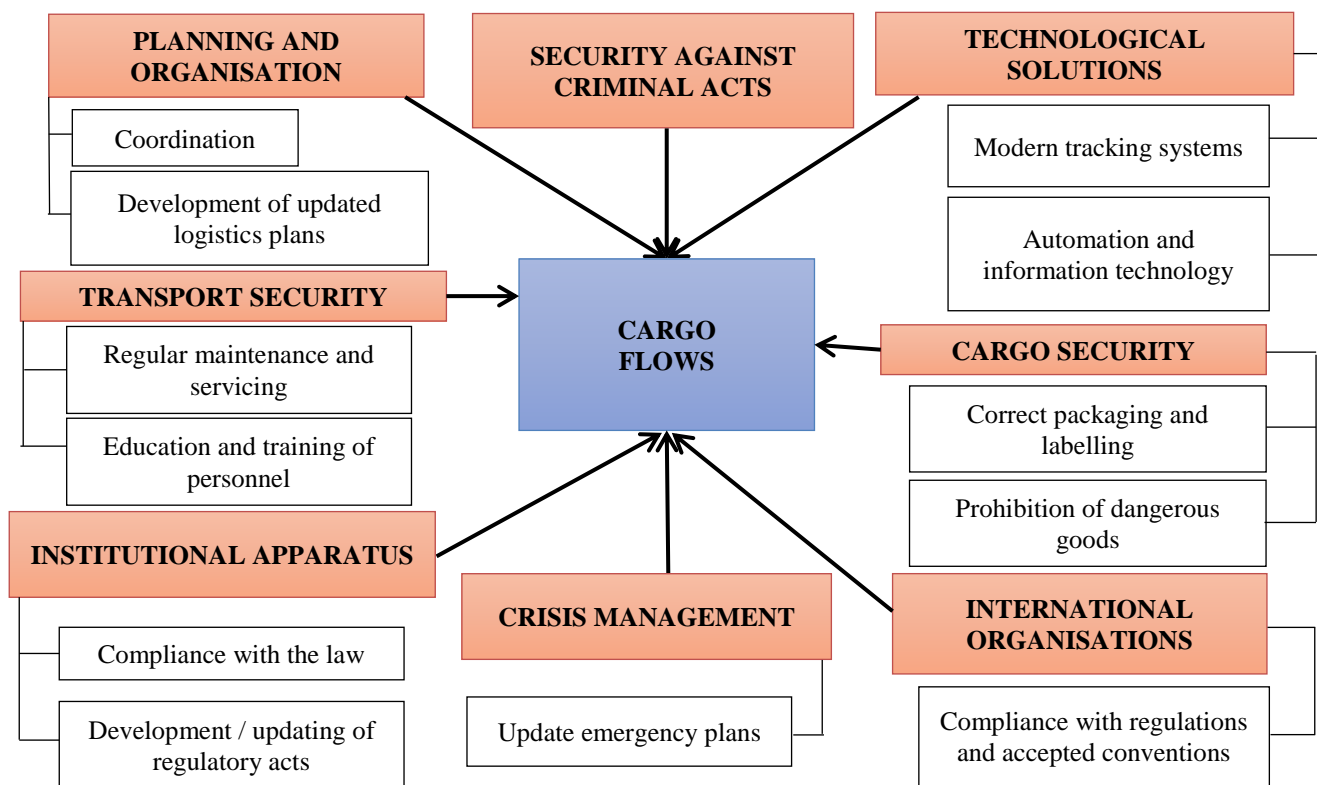 PLANNING AND
ORGANISATION
Coordination
Development of updated
logistics plans
SECURITY AGAINST
CRIMINAL ACTS
TECHNOLOGICAL
SOLUTIONS
Modern tracking systems
Automation and
information technology
TRANSPORT SECURITY
Regular maintenance and
servicing
Education and training of
personnel
CARGO
FLOWS
CARGO SECURITY
Correct packaging and
labelling
Prohibition of dangerous
goods
INSTITUTIONAL APPARATUS
Compliance with the law
Development / updating of
regulatory acts
CRISIS MANAGEMENT
Update emergency plans
INTERNATIONAL
ORGANISATIONS
Compliance with regulations
and accepted conventions